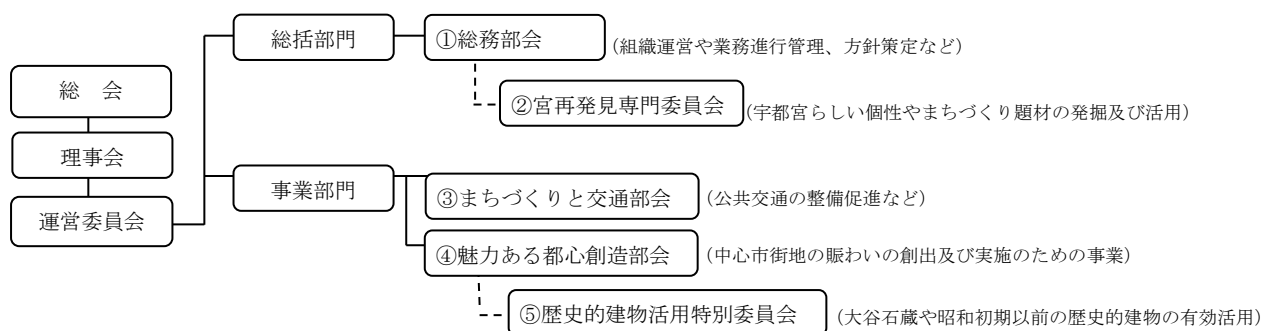 総括部門
①総務部会
(組織運営や業務進行管理、方針策定など)
総　会
②宮再発見専門委員会
(宇都宮らしい個性やまちづくり題材の発掘及び活用)
理事会
事業部門
③まちづくりと交通部会
(公共交通の整備促進など)
運営委員会
④魅力ある都心創造部会
(中心市街地の賑わいの創出及び実施のための事業)
⑤歴史的建物活用特別委員会
(大谷石蔵や昭和初期以前の歴史的建物の有効活用)